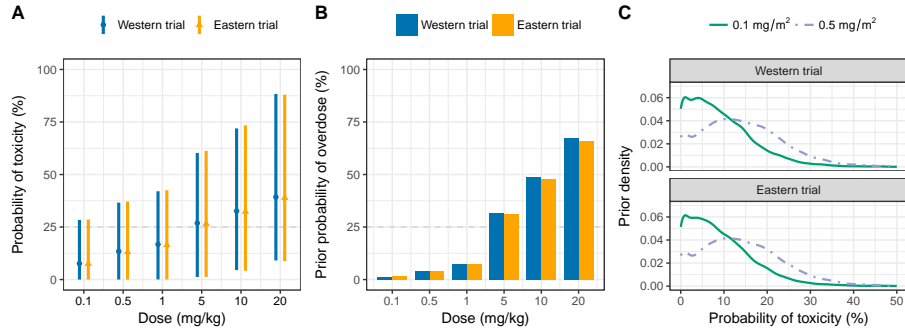 A
Western trial
Eastern trial
Probability of toxicity (%)
100
75
50
25
0
0.1
0.5
1
5
10
20
Dose (mg/kg)
B
Western trial
Eastern trial
Prior probability of overdose (%)
100
75
50
25
0
0.1
0.5
1
5
10
20
Dose (mg/kg)
C
0.1 mg/m²
0.5 mg/m²
Prior density
Western trial
0.06
0.04
0.02
0.00
Eastern trial
0.06
0.04
0.02
0.00
0
10
20
30
40
50
Probability of toxicity (%)